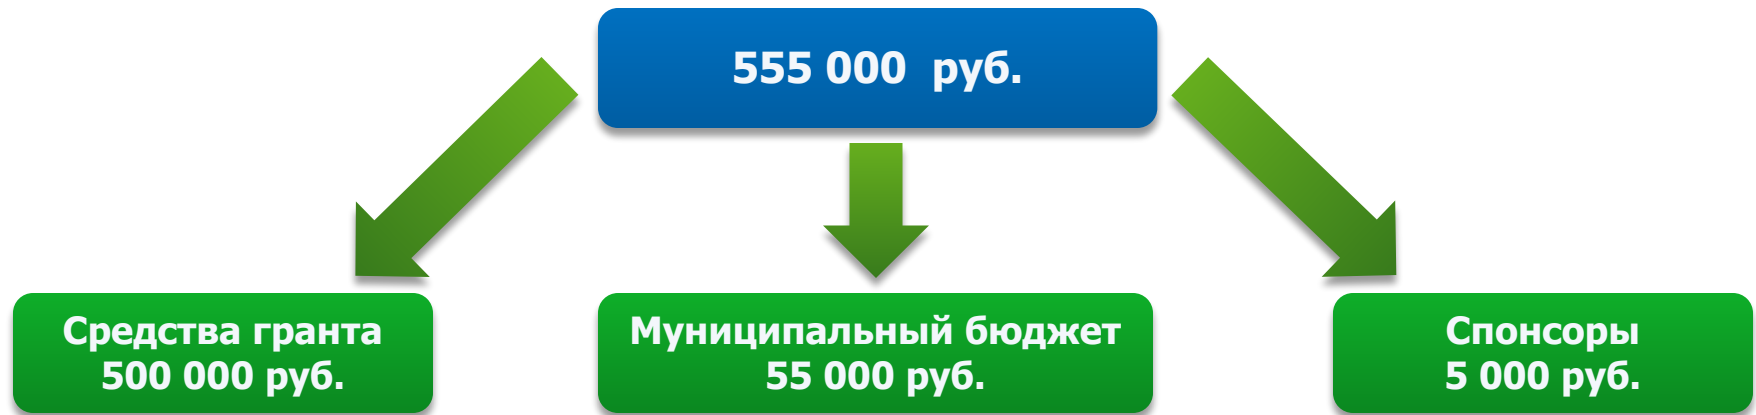 555 000  руб.
Средства гранта
500 000 руб.
Муниципальный бюджет
55 000 руб.
Спонсоры
5 000 руб.